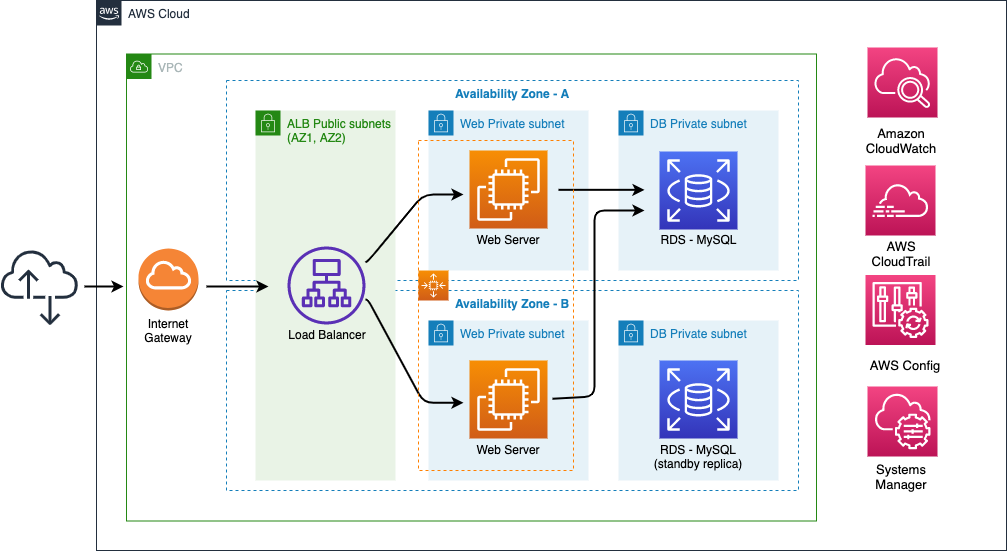 aws
AWS Cloud
VPC
Availability Zone - A
ALB Public subnets
(AZ1, AZ2)
Web Private subnet
DB Private subnet
Web Server
RDS - MySQL
Internet
Gateway
Load Balancer
Availability Zone - B
Web Private subnet
DB Private subnet
Web Server
RDS - MySQL
(standby replica)
Amazon
CloudWatch
AWS
CloudTrail
AWS Config
Systems
Manager